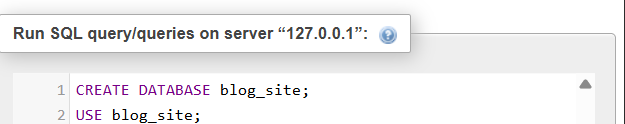 Run SQL query/queries on server “127.0.0.1”:
1 CREATE DATABASE blog_site;
2 USE blog_site;